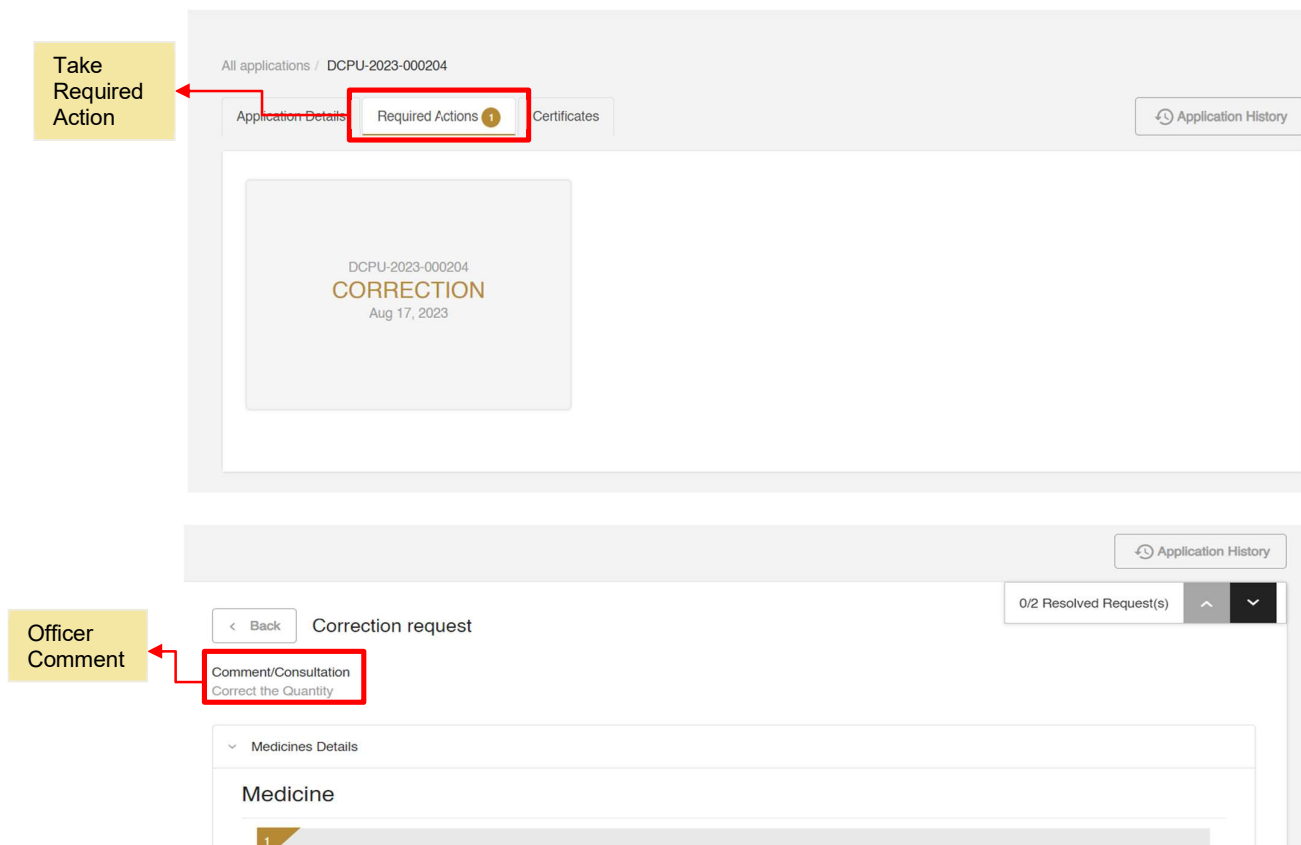 Take
Required
Action
All applications / DCPU-2023-000204
Application Details
Required Actions 1
Certificates
Application History
DCPU-2023-000204
CORRECTION
Aug 17, 2023
Application History
0/2 Resolved Request(s)
Back
Correction request
Officer
Comment
Comment/Consultation
Correct the Quantity
Medicines Details
Medicine
1